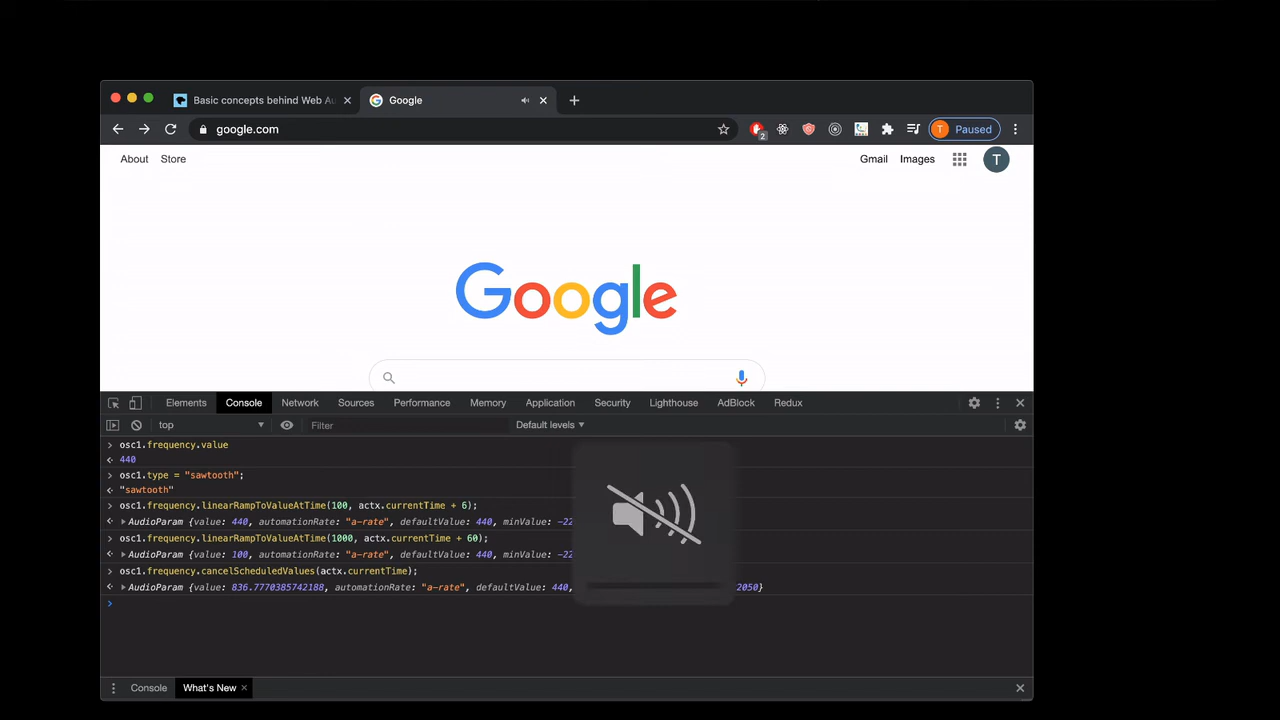 Basic concepts behind Web Au
Google
google.com
2
T Paused
About Store
Gmail Images
T
Google
Elements Console Network Sources Performance Memory Application Security Lighthouse AdBlock Redux
top Filter Default levels
osc1.frequency.value
440
osc1.type = "sawtooth";
"sawtooth"
osc1.frequency.linearRampToValueAtTime(100, actx.currentTime + 6);
AudioParam {value: 440, automationRate: "a-rate", defaultValue: 440, minValue: -22
osc1.frequency.linearRampToValueAtTime(1000, actx.currentTime + 60);
AudioParam {value: 100, automationRate: "a-rate", defaultValue: 440, minValue: -22
osc1.frequency.cancelScheduledValues(actx.currentTime);
AudioParam {value: 836.7770385742188, automationRate: "a-rate", defaultValue: 440, 2050}
Console What's New